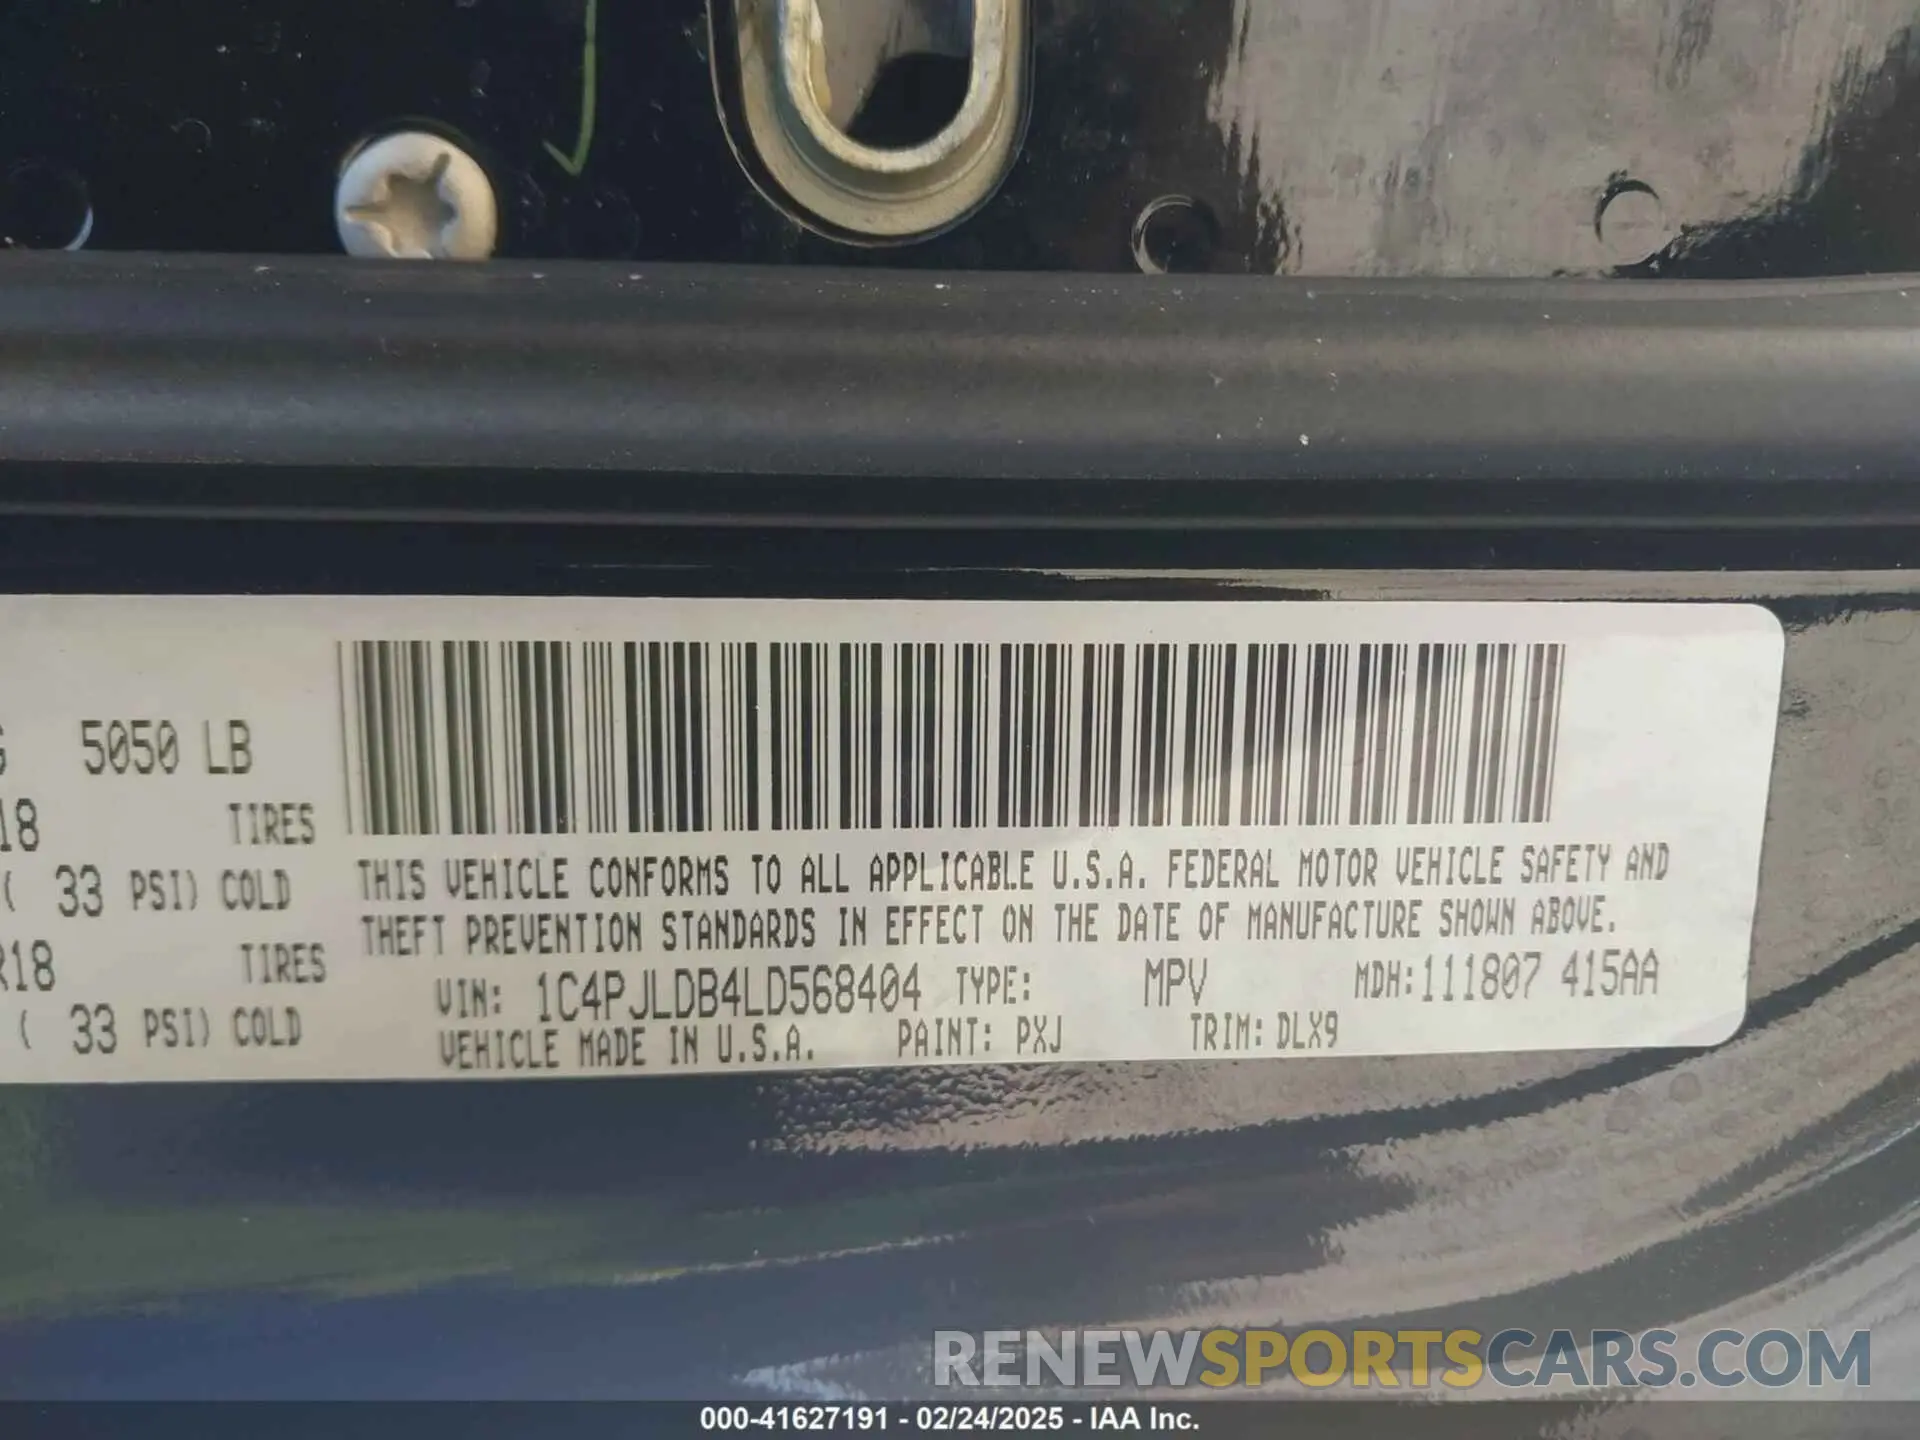 5050 LB
18 TIRES
( 33 PSI) COLD
R18 TIRES
( 33 PSI) COLD
THIS VEHICLE CONFORMS TO ALL APPLICABLE U.S.A. FEDERAL MOTOR VEHICLE SAFETY AND
THEFT PREVENTION STANDARDS IN EFFECT ON THE DATE OF MANUFACTURE SHOWN ABOVE.
VIN: 1C4PJLDB4LD568404 TYPE: MPV MDH:111807 415AA
VEHICLE MADE IN U.S.A. PAINT: PXJ TRIM: DLX9
RENEWSPORTSCARS.COM
000-41627191 - 02/24/2025 - IAA Inc.